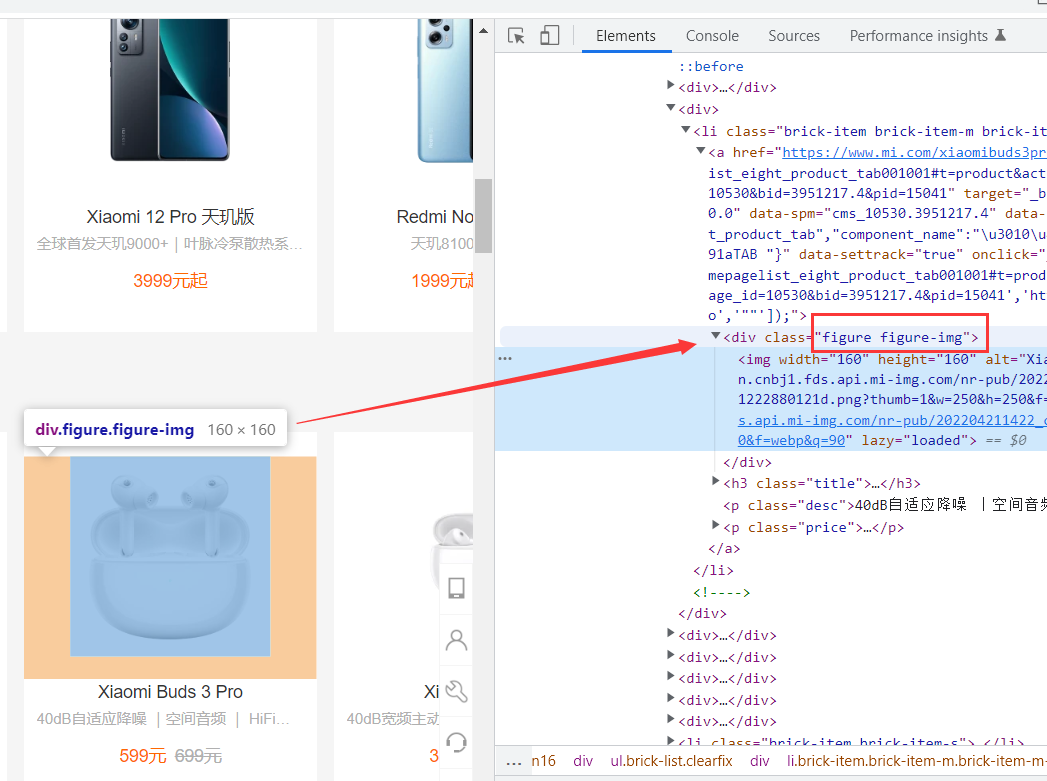 Xiaomi 12 Pro 天玑版
全球首发天玑9000+｜叶脉冷泵散热系…
3999元起
Redmi No
天玑8100
1999元起
div.figure.figure-img 160 × 160
Xiaomi Buds 3 Pro
40dB自适应降噪 ｜空间音频 ｜ HiFi…
599元 699元
Xi
40dB宽频主动
3
Elements Console Sources Performance insights
::before
<div>…</div>
<div>
<li class="brick-item brick-item-m brick-it
<a href="https://www.mi.com/xiaomibuds3pr
ist_eight_product_tab001001#t=product&act
10530&bid=3951217.4&pid=15041" target="_b
0.0" data-spm="cms_10530.3951217.4" data-
t_product_tab","component_name":"\u3010\u
91aTAB "}" data-settrack="true" onclick="_
mepagelist_eight_product_tab001001#t=prod
age_id=10530&bid=3951217.4&pid=15041','ht
o','""']);">
<div class="figure figure-img">
… <img width="160" height="160" alt="Xia
n.cnbj1.fds.api.mi-img.com/nr-pub/2022
1222880121d.png?thumb=1&w=250&h=250&f=
s.api.mi-img.com/nr-pub/202204211422_
0&f=webp&q=90" lazy="loaded"> == $0
</div>
<h3 class="title">…</h3>
<p class="desc">40dB自适应降噪 ｜空间音频
<p class="price">…</p>
</a>
</li>
<!---->
</div>
<div>…</div>
<div>…</div>
<div>…</div>
<div>…</div>
<div>…</div>
<li class="brick-item brick-item-s">…</li>
… n16 div ul.brick-list.clearfix div li.brick-item.brick-item-m.brick-item-m-